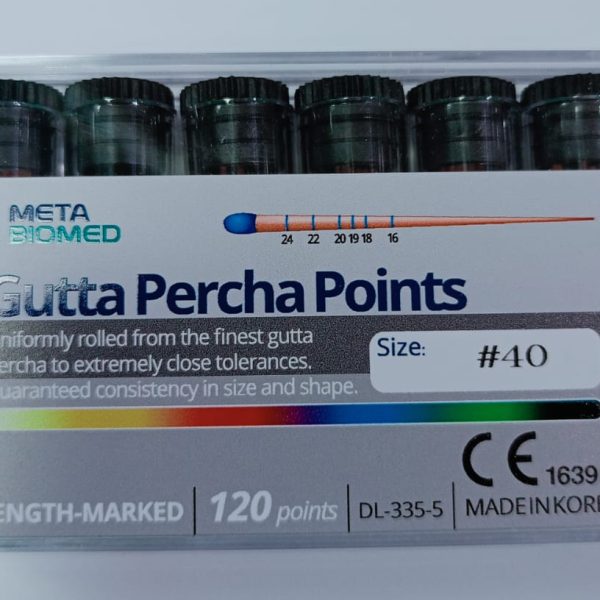 META
BIOMED
24 22 20 19 18 16
Gutta Percha Points
niformly rolled from the finest gutta
ercha to extremely close tolerances.
uaranteed consistency in size and shape.
Size: #40
CE 1639
ENGTH-MARKED 120 points DL-335-5 MADE IN KOR